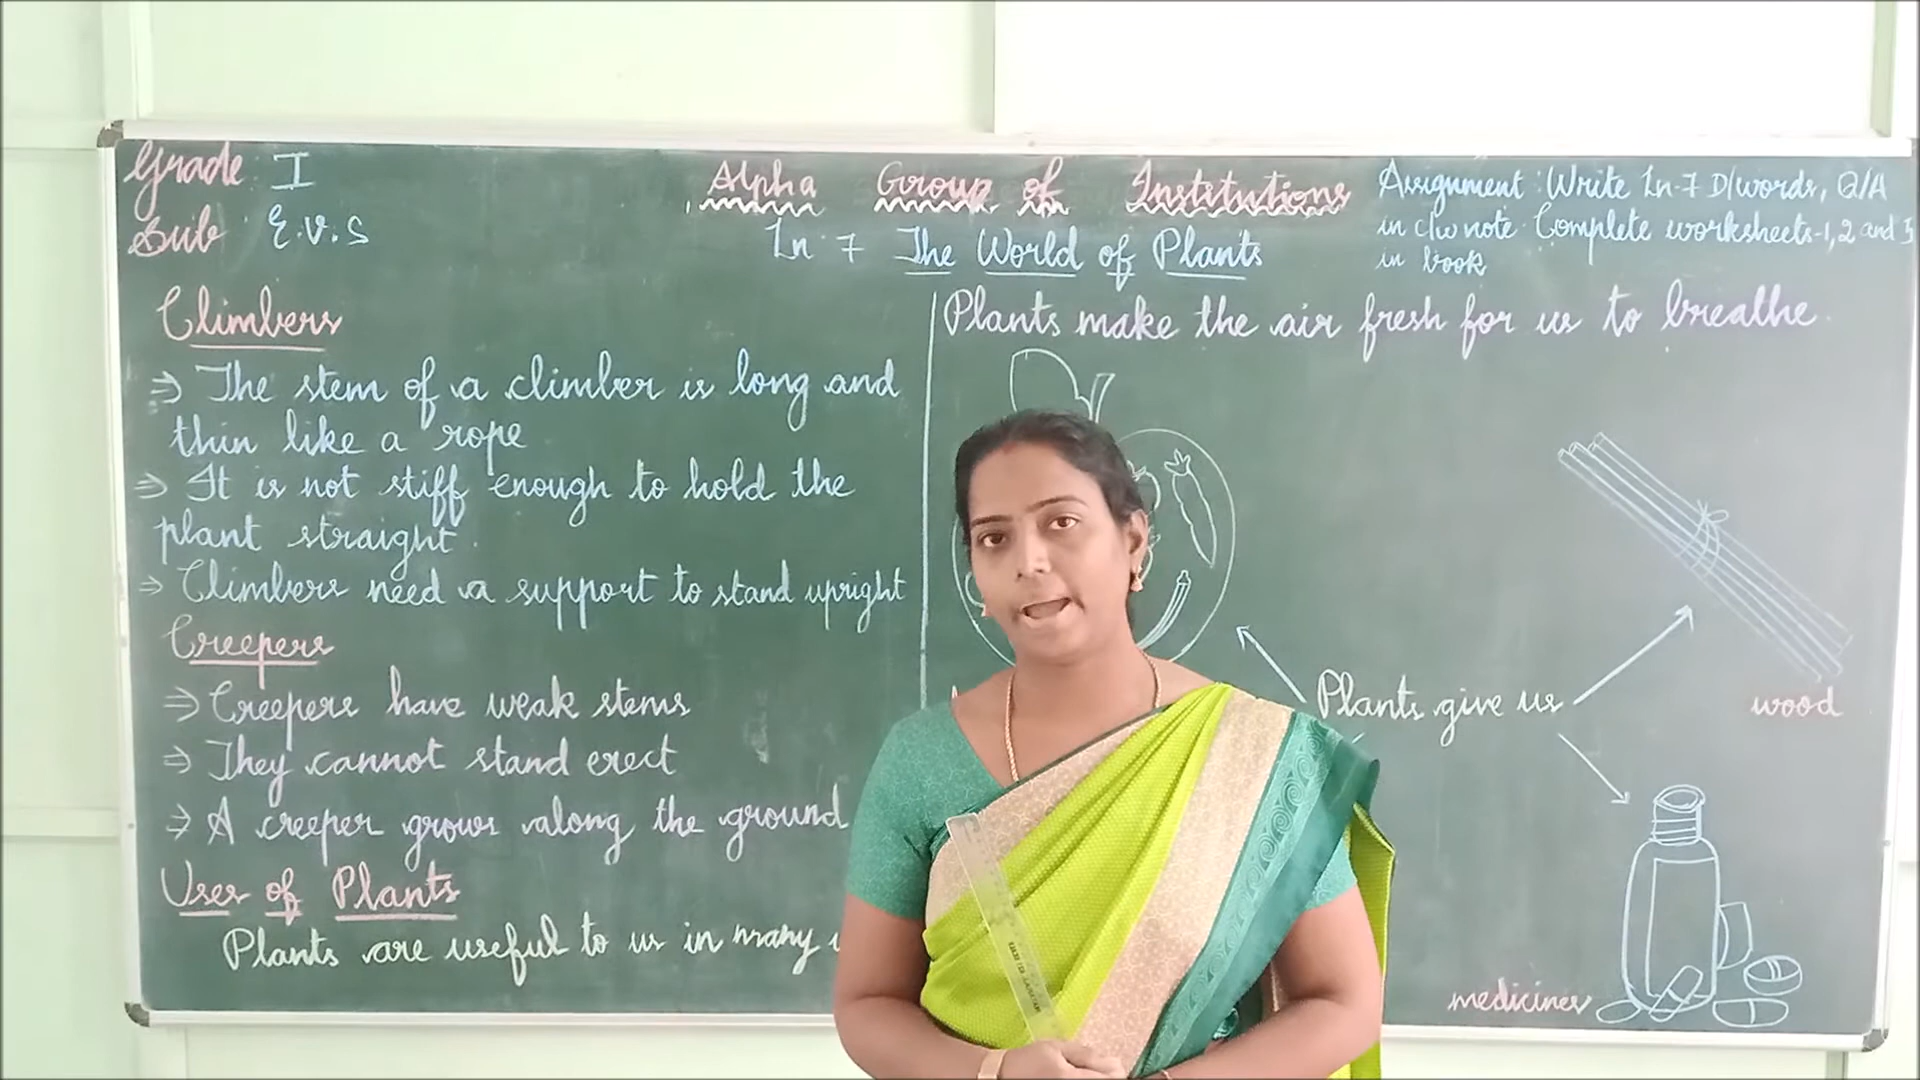 Grade: I
Sub: E.V.S
Alpha Group of Institutions
Ln:7 The World of Plants
Assignment: Write Ln-7 D/words, Q/A
in c/w note. Complete worksheets-1, 2 and 3
in book
Climbers
⇒ The stem of a climber is long and
thin like a rope
⇒ It is not stiff enough to hold the
plant straight.
⇒ Climbers need a support to stand upright
Creepers
⇒ Creepers have weak stems
⇒ They cannot stand erect
⇒ A creeper grows along the ground
Uses of Plants
Plants are useful to us in many
Plants make the air fresh for us to breathe.
Plants give us
wood
medicines